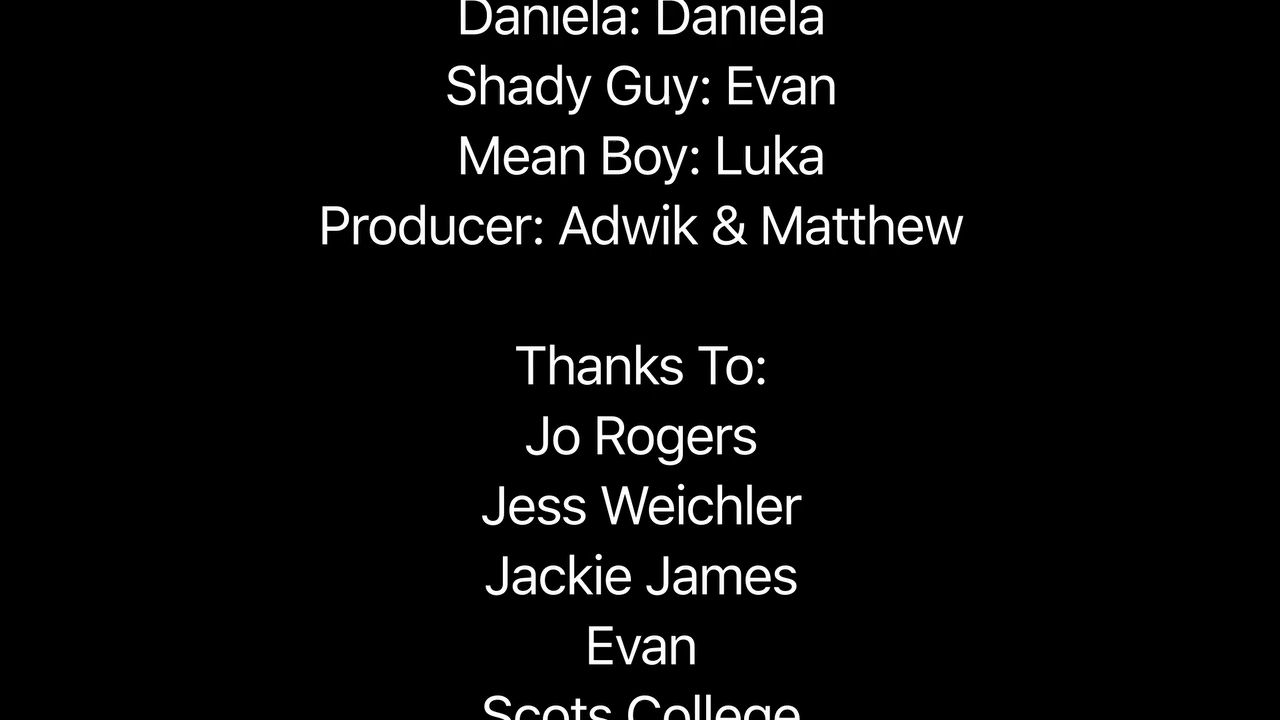 Daniela: Daniela
Shady Guy: Evan
Mean Boy: Luka
Producer: Adwik & Matthew
Thanks To:
Jo Rogers
Jess Weichler
Jackie James
Evan
Scots College